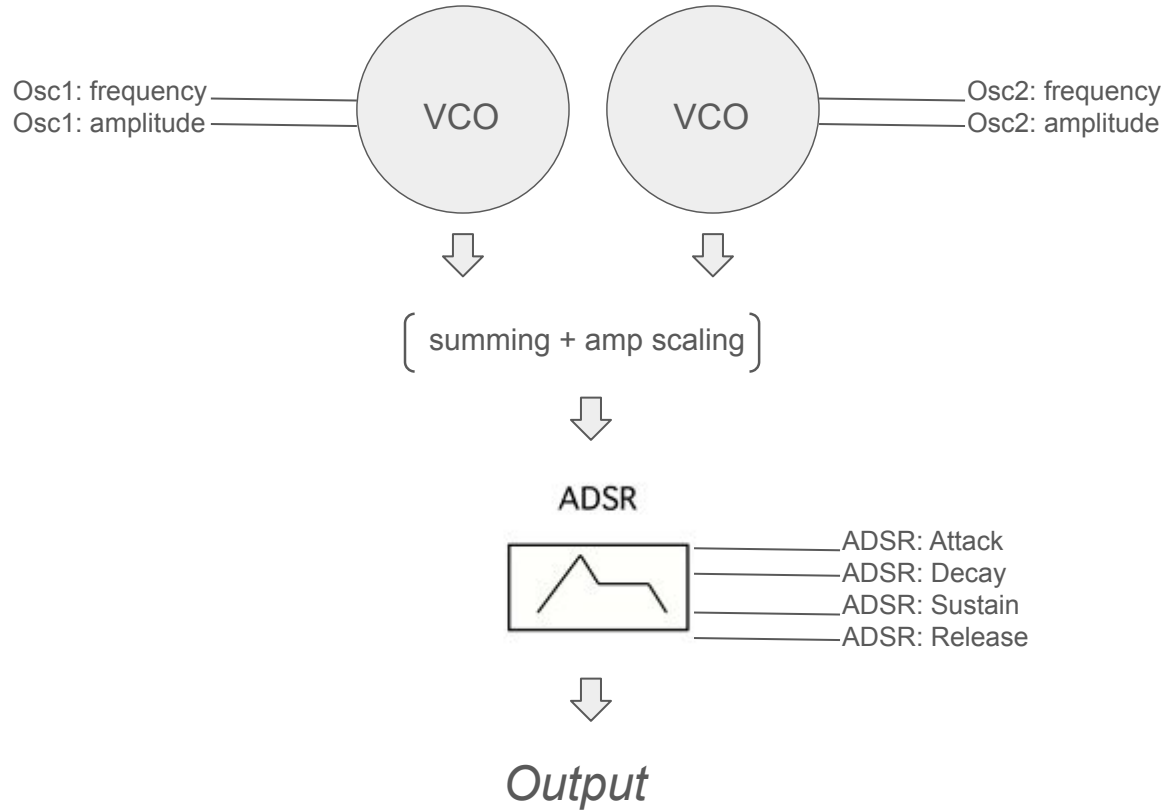 Osc1: frequency
Osc1: amplitude
VCO
VCO
Osc2: frequency
Osc2: amplitude
summing + amp scaling
ADSR
ADSR: Attack
ADSR: Decay
ADSR: Sustain
ADSR: Release
Output